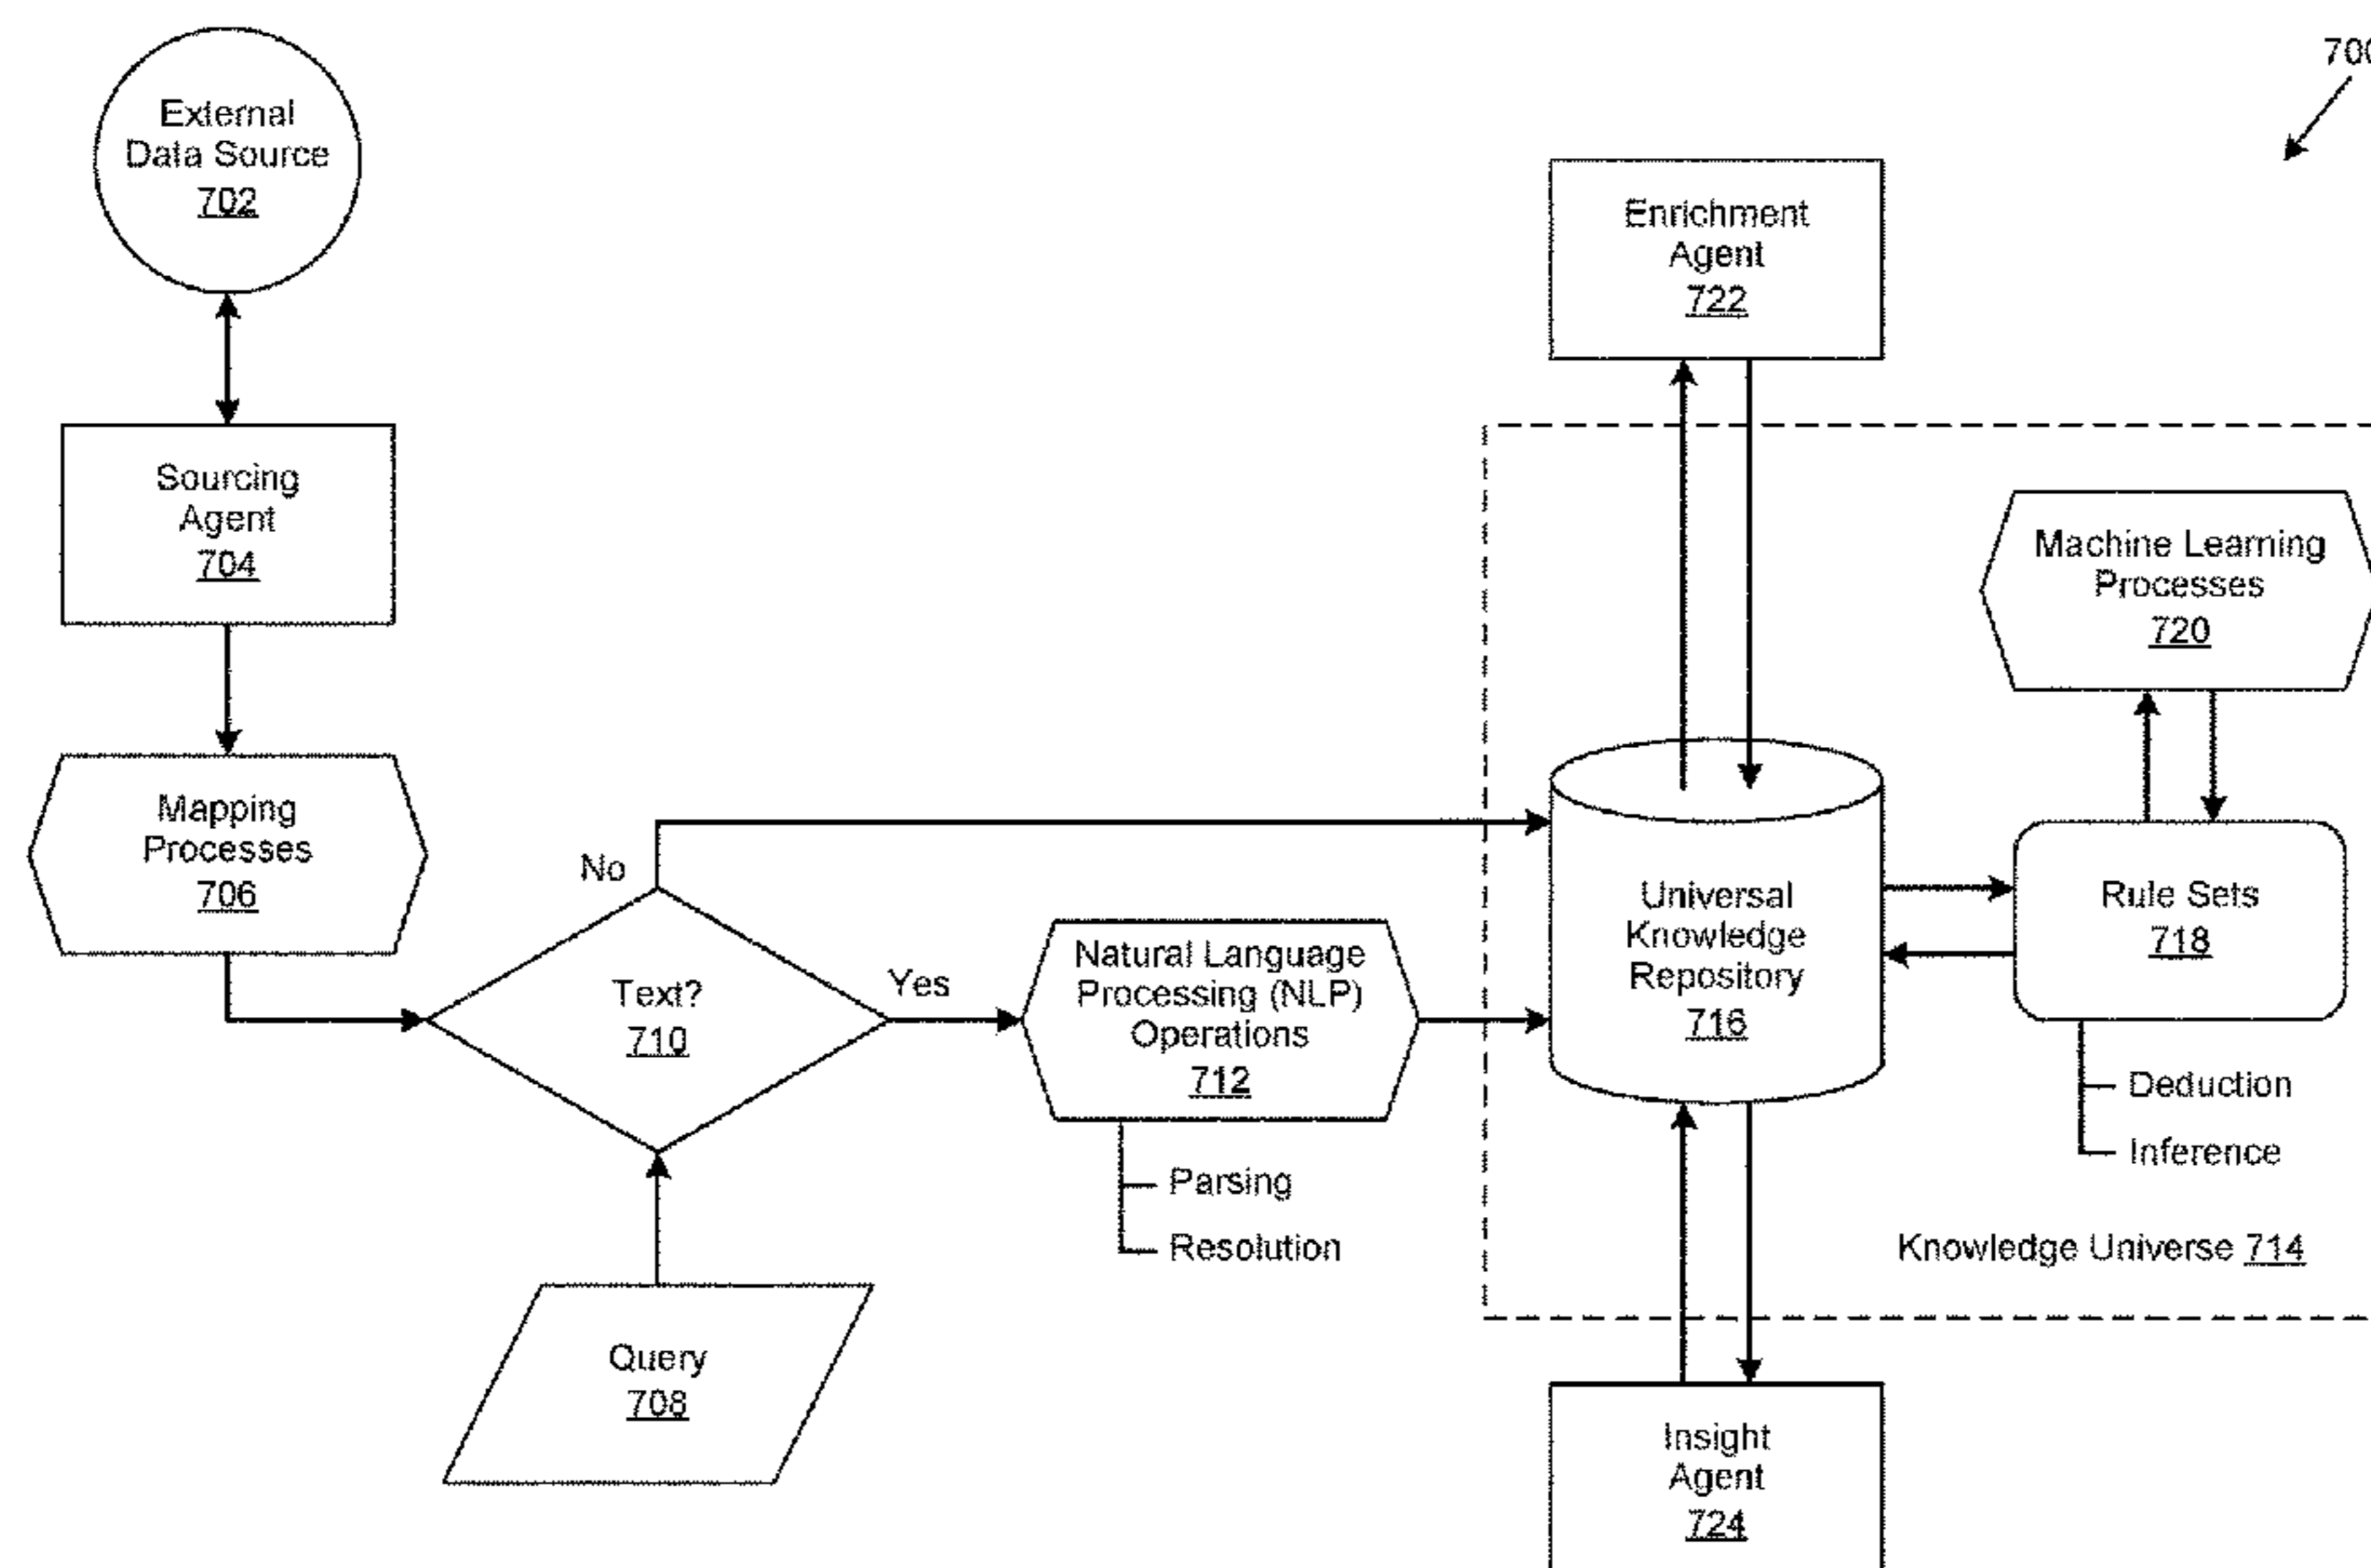 External
Data Source
702
Sourcing
Agent
704
Mapping
Processes
706
No
Text?
710
Yes
Query
708
Natural Language
Processing (NLP)
Operations
712
Parsing
Resolution
700
Enrichment
Agent
722
Machine Learning
Processes
720
Universal
Knowledge
Repository
716
Rule Sets
718
Deduction
Inference
Knowledge Universe 714
Insight
Agent
724